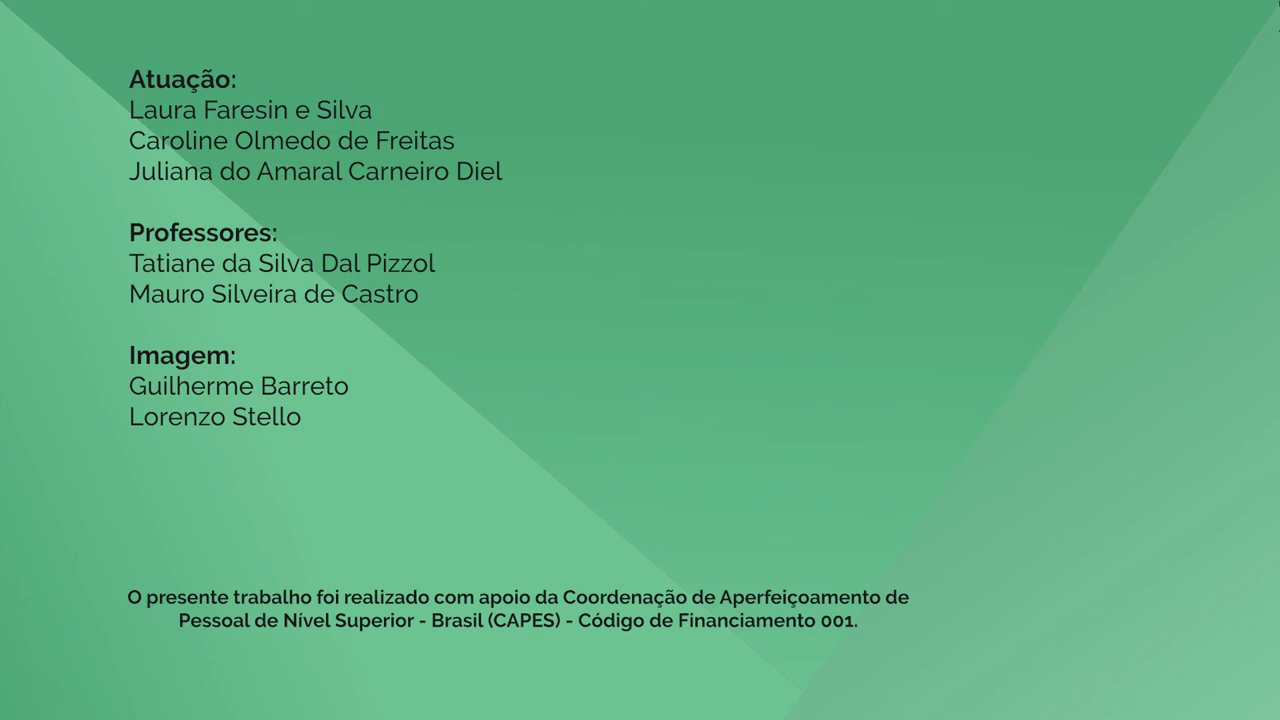 Atuação:
Laura Faresin e Silva
Caroline Olmedo de Freitas
Juliana do Amaral Carneiro Diel
Professores:
Tatiane da Silva Dal Pizzol
Mauro Silveira de Castro
Imagem:
Guilherme Barreto
Lorenzo Stello
O presente trabalho foi realizado com apoio da Coordenação de Aperfeiçoamento de
Pessoal de Nível Superior - Brasil (CAPES) - Código de Financiamento 001.